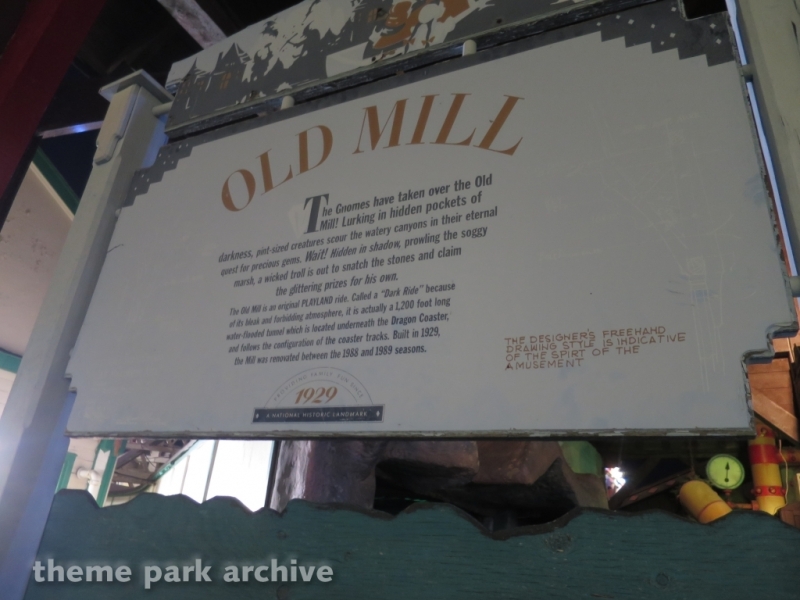 OLD MILL
The Gnomes have taken over the Old
Mill! Lurking in hidden pockets of
darkness, pint-sized creatures scour the watery canyons in their eternal
quest for precious gems. Wait! Hidden in shadow, prowling the soggy
marsh, a wicked troll is out to snatch the stones and claim
the glittering prizes for his own.
The Old Mill is an original PLAYLAND ride. Called a "Dark Ride" because
of its bleak and forbidding atmosphere, it is actually a 1,200 foot long
water-flooded tunnel which is located underneath the Dragon Coaster,
and follows the configuration of the coaster tracks. Built in 1929,
the Mill was renovated between the 1988 and 1989 seasons.
PROVIDING FAMILY FUN SINCE
1929
A NATIONAL HISTORIC LANDMARK
THE DESIGNER'S FREEHAND
DRAWING STYLE IS INDICATIVE
OF THE SPIRT OF THE
AMUSEMENT
theme park archive